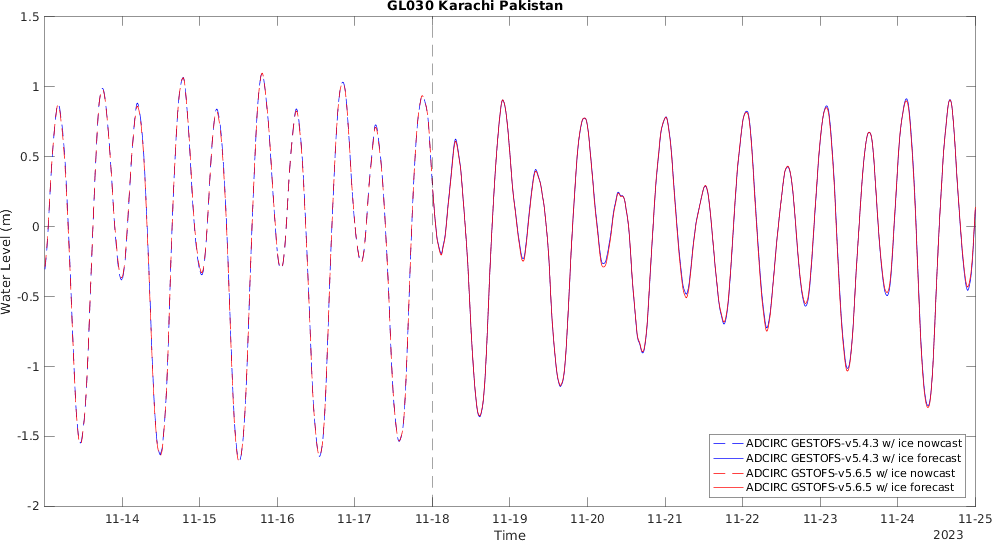 GL030 Karachi Pakistan
1.5
1
0.5
0
-0.5
-1
-1.5
-2
Water Level (m)
ADCIRC GESTOFS-v5.4.3 w/ ice nowcast
ADCIRC GESTOFS-v5.4.3 w/ ice forecast
ADCIRC GSTOFS-v5.6.5 w/ ice nowcast
ADCIRC GSTOFS-v5.6.5 w/ ice forecast
11-14 11-15 11-16 11-17 11-18 11-19 11-20 11-21 11-22 11-23 11-24 11-25
Time
2023